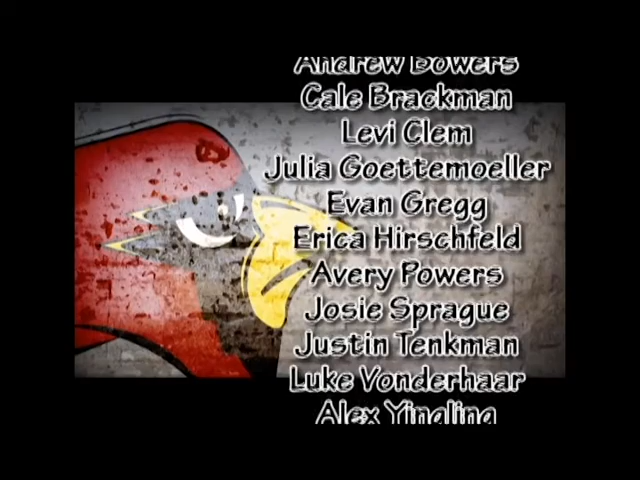 Andrew Bowers
Cale Brackman
Levi Clem
Julia Goettemoeller
Evan Gregg
Erica Hirschfeld
Avery Powers
Josie Sprague
Justin Tenkman
Luke Vonderhaar
Alex Yingling